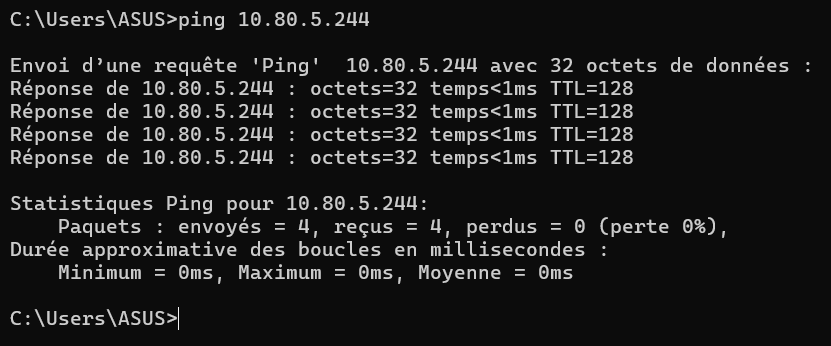 C:\Users\ASUS>ping 10.80.5.244
Envoi d’une requête 'Ping'  10.80.5.244 avec 32 octets de données :
Réponse de 10.80.5.244 : octets=32 temps<1ms TTL=128
Réponse de 10.80.5.244 : octets=32 temps<1ms TTL=128
Réponse de 10.80.5.244 : octets=32 temps<1ms TTL=128
Réponse de 10.80.5.244 : octets=32 temps<1ms TTL=128
Statistiques Ping pour 10.80.5.244:
    Paquets : envoyés = 4, reçus = 4, perdus = 0 (perte 0%),
Durée approximative des boucles en millisecondes :
    Minimum = 0ms, Maximum = 0ms, Moyenne = 0ms
C:\Users\ASUS>